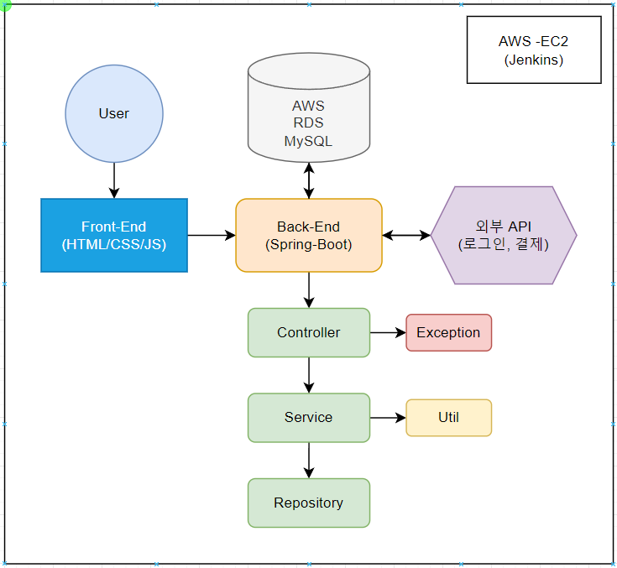 AWS -EC2
(Jenkins)
User
AWS
RDS
MySQL
Front-End
(HTML/CSS/JS)
Back-End
(Spring-Boot)
외부 API
(로그인, 결제)
Controller
Exception
Service
Util
Repository